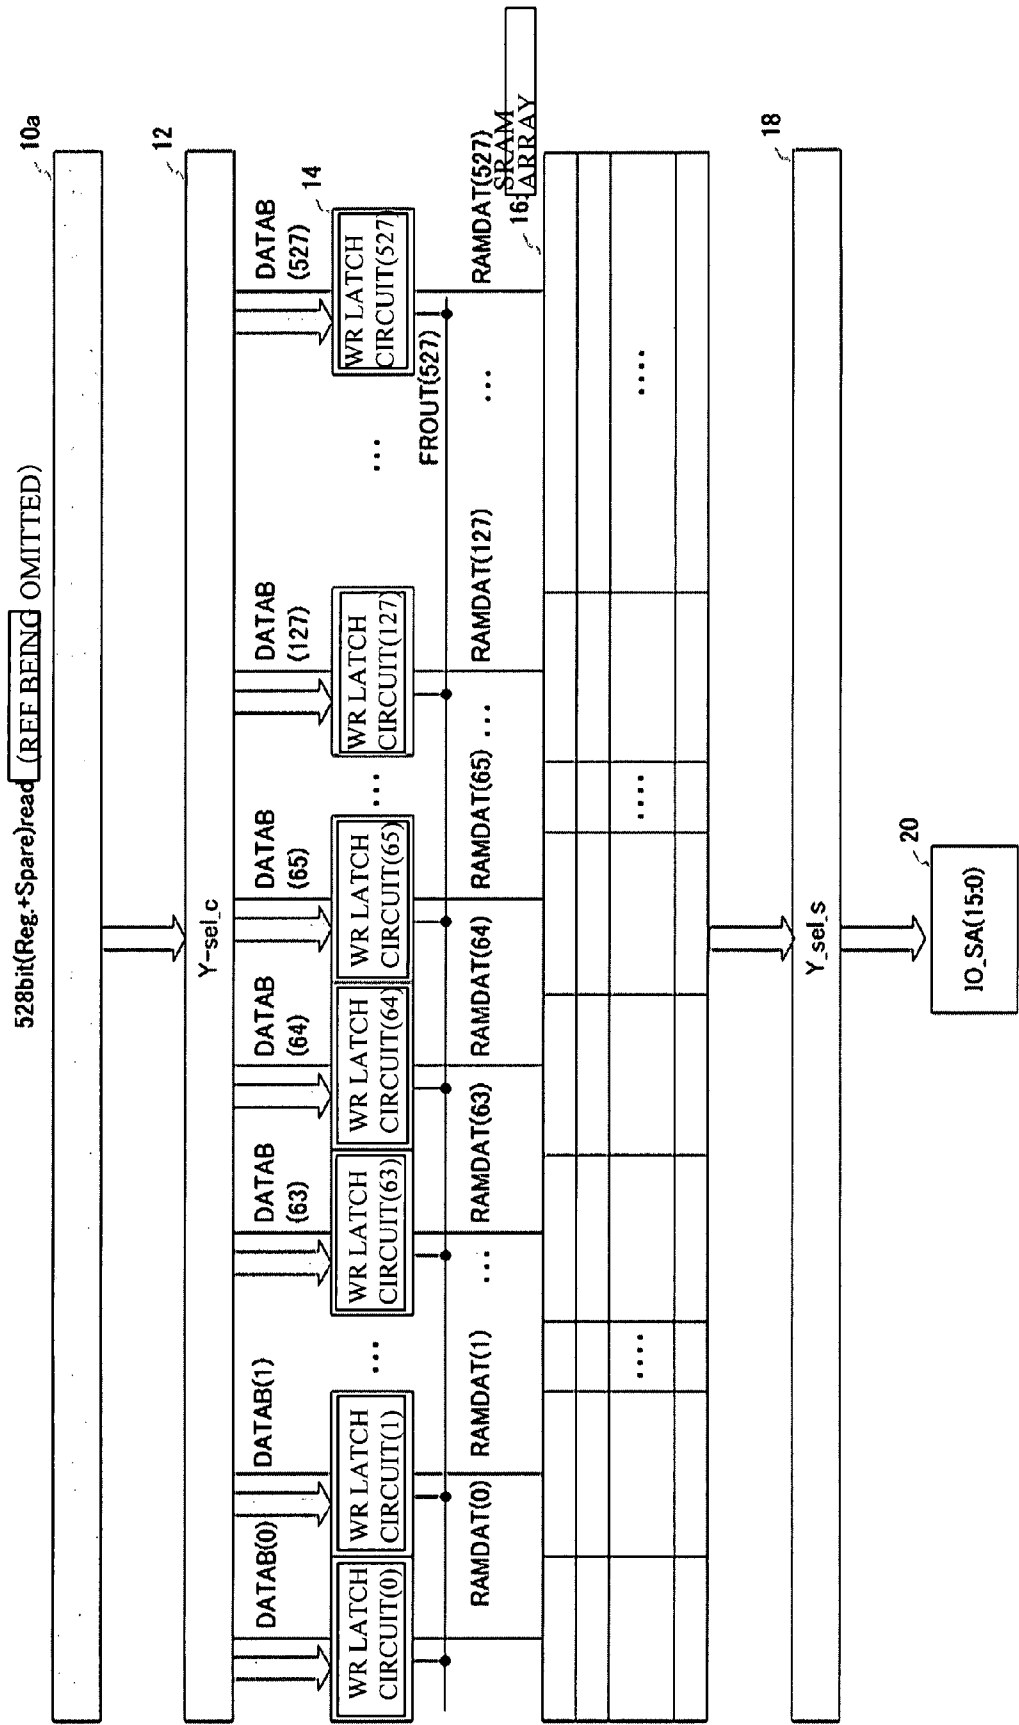 528bit(Reg.+Spare)read (REF BEING OMITTED)
10a
12
Y-sel_c
DATAB(0)
DATAB(1)
DATAB
(63)
DATAB
(64)
DATAB
(65)
DATAB
(127)
DATAB
(527)
14
WR LATCH
CIRCUIT(0)
WR LATCH
CIRCUIT(1)
...
WR LATCH
CIRCUIT(63)
WR LATCH
CIRCUIT(64)
WR LATCH
CIRCUIT(65)
...
WR LATCH
CIRCUIT(127)
...
WR LATCH
CIRCUIT(527)
FROUT(527)
RAMDAT(0)
RAMDAT(1)
...
RAMDAT(63)
RAMDAT(64)
RAMDAT(65)
...
RAMDAT(127)
...
RAMDAT(527)
16:
SRAM
ARRAY
....
....
....
18
Y_sel_s
20
IO_SA(15:0)